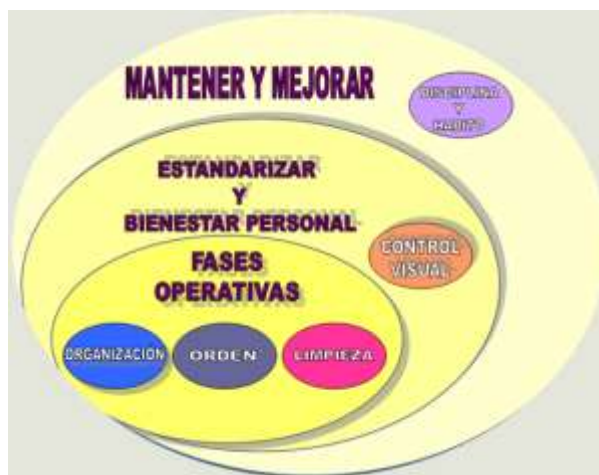 MANTENER Y MEJORAR
DISCIPLINA
Y
HABITO
ESTANDARIZAR
Y
BIENESTAR PERSONAL
CONTROL
VISUAL
FASES
OPERATIVAS
ORGANIZACIÓN
ORDEN
LIMPIEZA